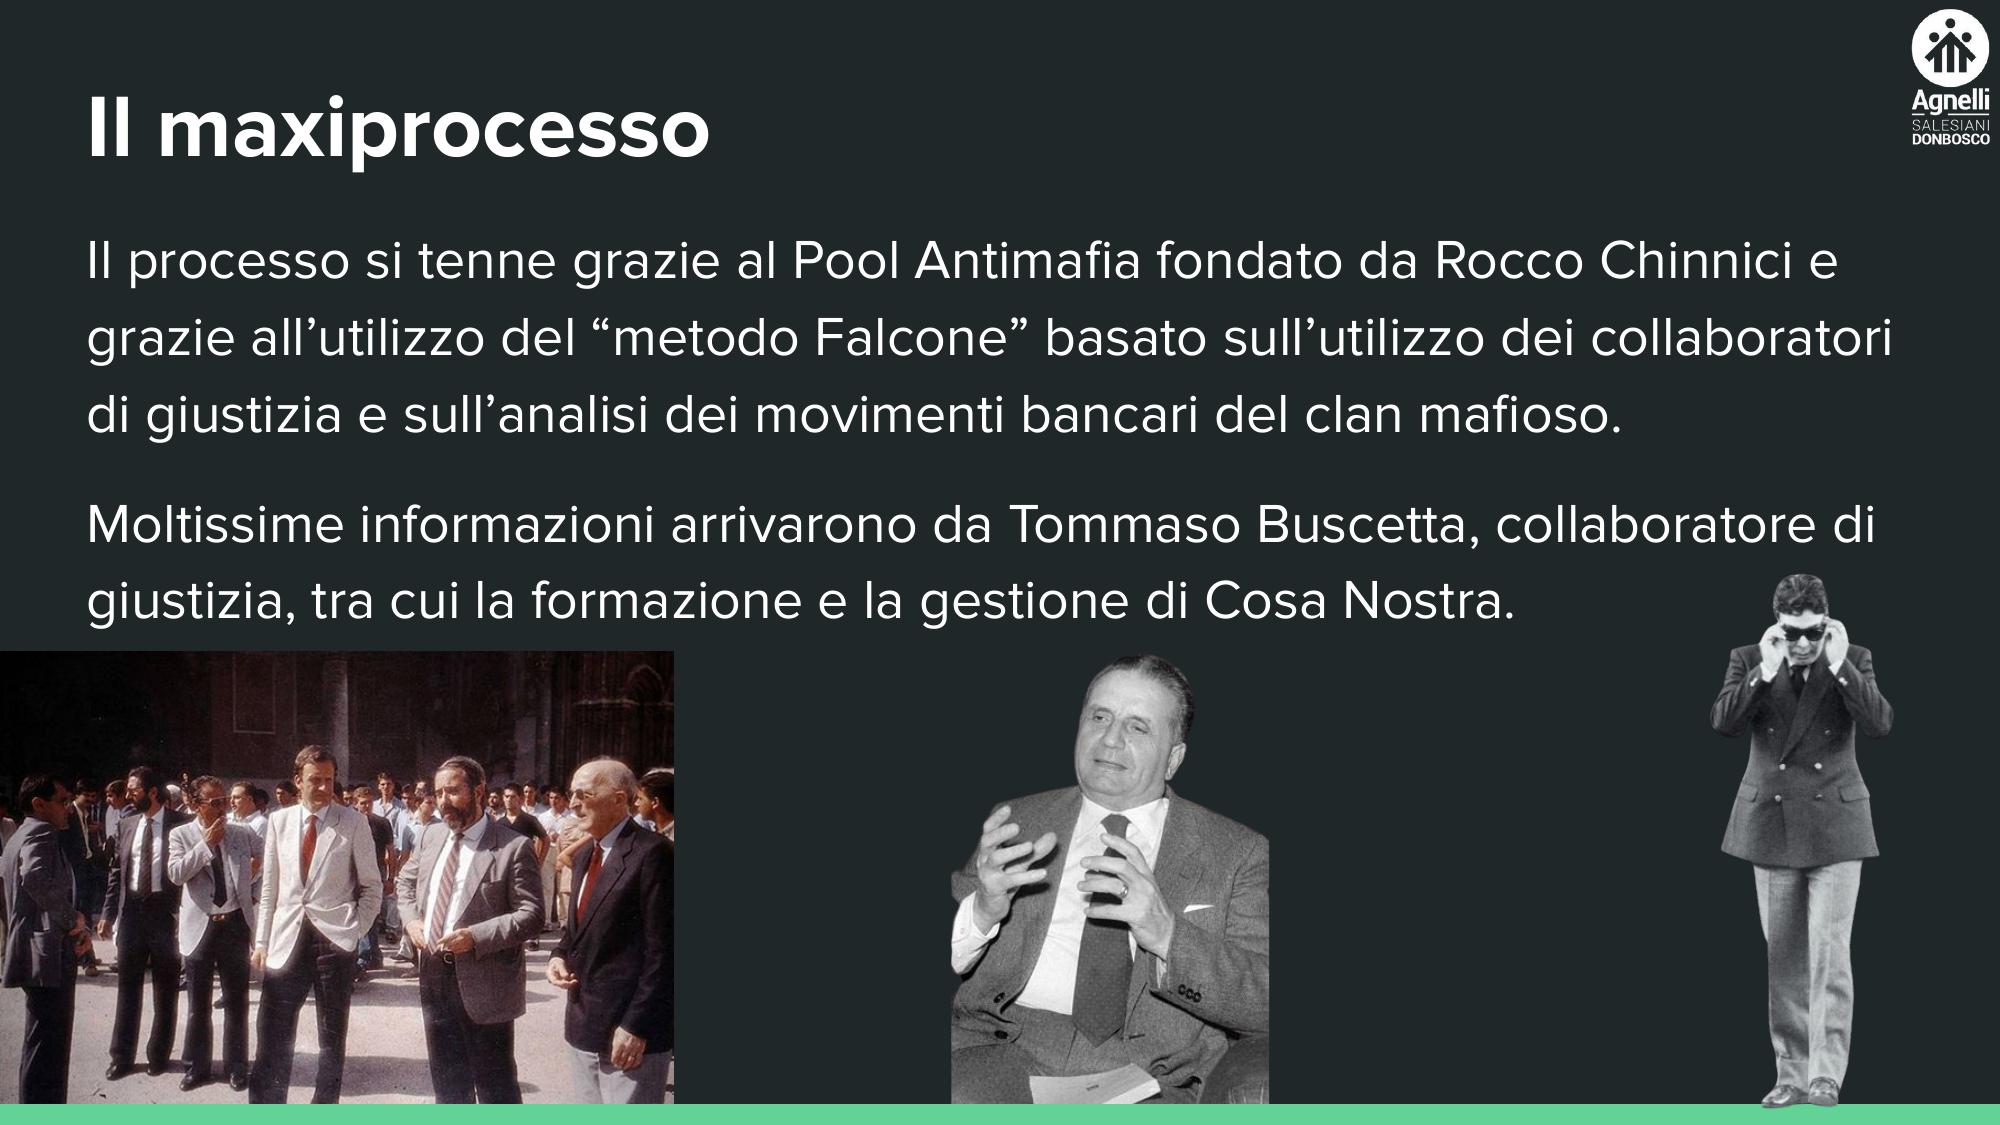 Il maxiprocesso
Agnelli
SALESIANI
DONBOSCO
Il processo si tenne grazie al Pool Antimafia fondato da Rocco Chinnici e
grazie all’utilizzo del “metodo Falcone” basato sull’utilizzo dei collaboratori
di giustizia e sull’analisi dei movimenti bancari del clan mafioso.
Moltissime informazioni arrivarono da Tommaso Buscetta, collaboratore di
giustizia, tra cui la formazione e la gestione di Cosa Nostra.